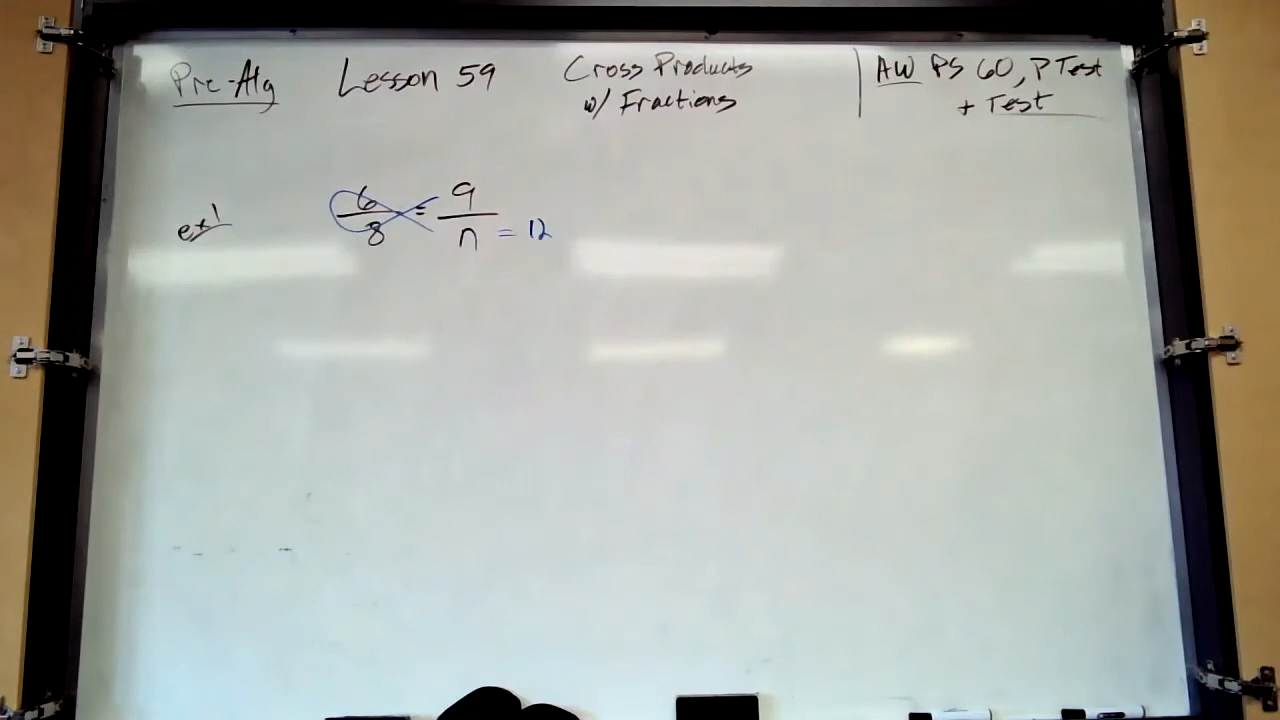 Pre-Alg Lesson 59 Cross Products w/ Fractions AW PS 60, P Test + Test
ex 1 6/8 = 9/n = 12